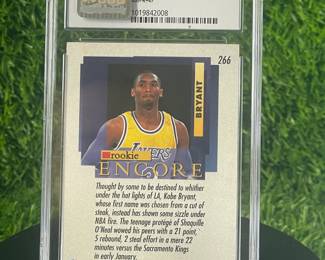 1019842008
266
BRYANT
LAKERS
rookie
ENCORE
Thought by some to be destined to whither
under the hot lights of LA, Kobe Bryant,
whose first name was chosen from a cut of
steak, instead has shown some sizzle under
NBA fire. The teenage protégé of Shaquille
O'Neal wowed his peers with a 21 point,
5 rebound, 2 steal effort in a mere 22
minutes versus the Sacramento Kings
in early January.